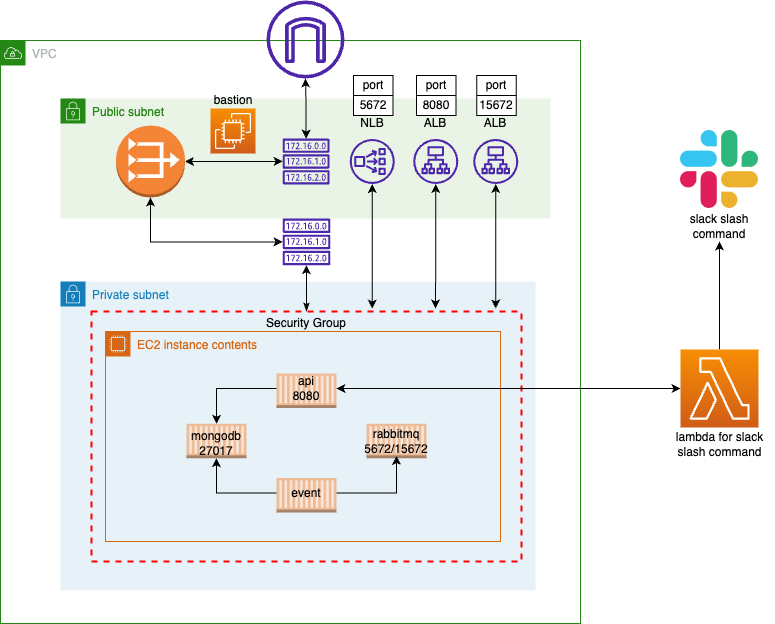 VPC
Public subnet
bastion
172.16.0.0
172.16.1.0
172.16.2.0
port
5672
NLB
port
8080
ALB
port
15672
ALB
slack slash
command
172.16.0.0
172.16.1.0
172.16.2.0
Private subnet
Security Group
EC2 instance contents
api
8080
mongodb
27017
rabbitmq
5672/15672
event
lambda for slack
slash command